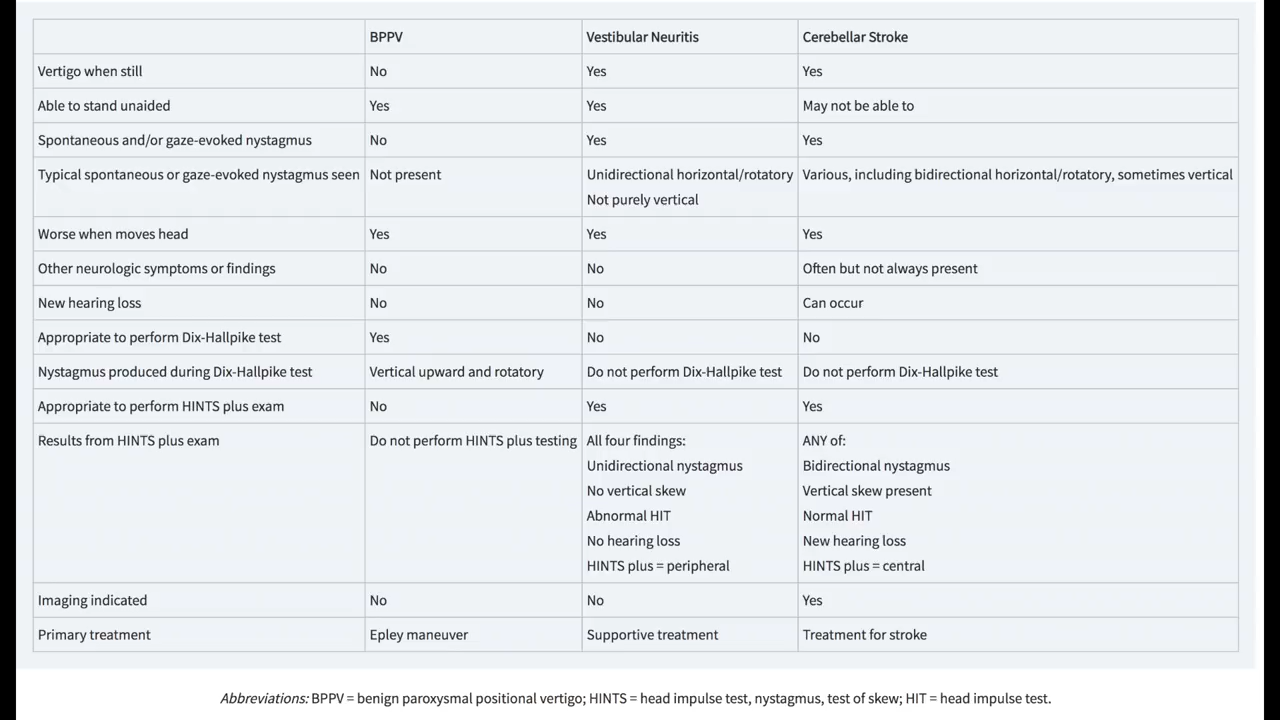 BPPV Vestibular Neuritis Cerebellar Stroke
Vertigo when still No Yes Yes
Able to stand unaided Yes Yes May not be able to
Spontaneous and/or gaze-evoked nystagmus No Yes Yes
Typical spontaneous or gaze-evoked nystagmus seen Not present Unidirectional horizontal/rotatory Various, including bidirectional horizontal/rotatory, sometimes vertical
Not purely vertical
Worse when moves head Yes Yes Yes
Other neurologic symptoms or findings No No Often but not always present
New hearing loss No No Can occur
Appropriate to perform Dix-Hallpike test Yes No No
Nystagmus produced during Dix-Hallpike test Vertical upward and rotatory Do not perform Dix-Hallpike test Do not perform Dix-Hallpike test
Appropriate to perform HINTS plus exam No Yes Yes
Results from HINTS plus exam Do not perform HINTS plus testing All four findings: ANY of:
Unidirectional nystagmus Bidirectional nystagmus
No vertical skew Vertical skew present
Abnormal HIT Normal HIT
No hearing loss New hearing loss
HINTS plus = peripheral HINTS plus = central
Imaging indicated No No Yes
Primary treatment Epley maneuver Supportive treatment Treatment for stroke
Abbreviations: BPPV = benign paroxysmal positional vertigo; HINTS = head impulse test, nystagmus, test of skew; HIT = head impulse test.